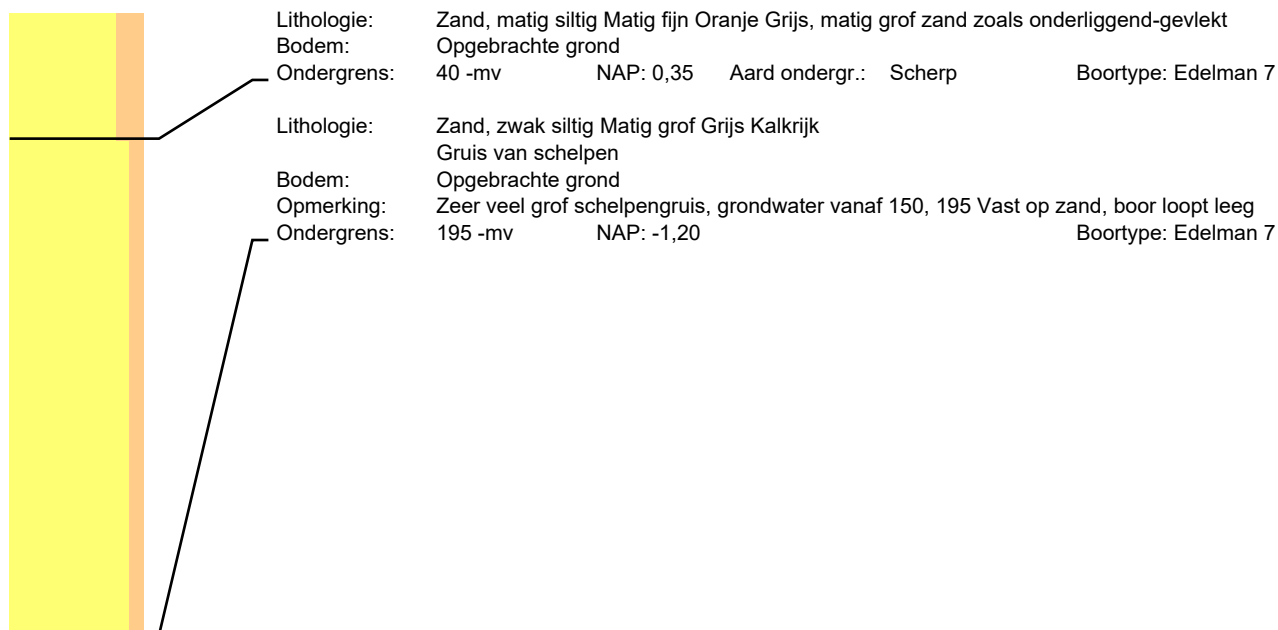 Lithologie: Zand, matig siltig Matig fijn Oranje Grijs, matig grof zand zoals onderliggend-gevlekt
Bodem: Opgebrachte grond
Ondergrens: 40 -mv NAP: 0,35 Aard ondergr.: Scherp Boortype: Edelman 7
Lithologie: Zand, zwak siltig Matig grof Grijs Kalkrijk
Gruis van schelpen
Bodem: Opgebrachte grond
Opmerking: Zeer veel grof schelpengruis, grondwater vanaf 150, 195 Vast op zand, boor loopt leeg
Ondergrens: 195 -mv NAP: -1,20 Boortype: Edelman 7